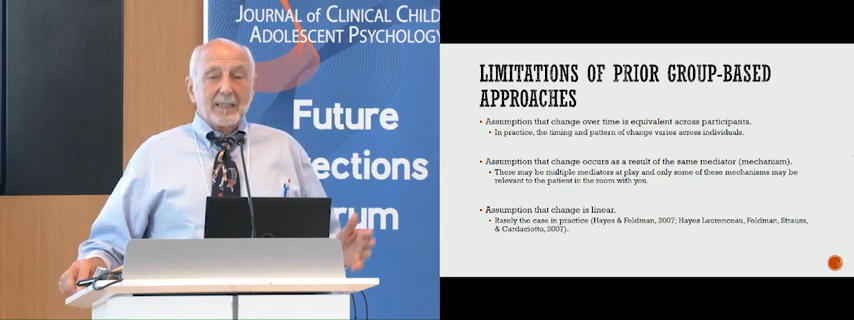 JOURNAL of CLINICAL CHILD
ADOLESCENT PSYCHOLOGY
Future
ections
rum
LIMITATIONS OF PRIOR GROUP-BASED
APPROACHES
• Assumption that change over time is equivalent across participants.
• In practice, the timing and pattern of change varies across individuals.
• Assumption that change occurs as a result of the same mediator (mechanism).
• There may be multiple mediators at play and only some of these mechanisms may be
relevant to the patient in the room with you.
• Assumption that change is linear.
• Rarely the case in practice (Hayes & Feldman, 2007; Hayes Laurenceau, Feldman, Strauss,
& Cardaciotto, 2007).